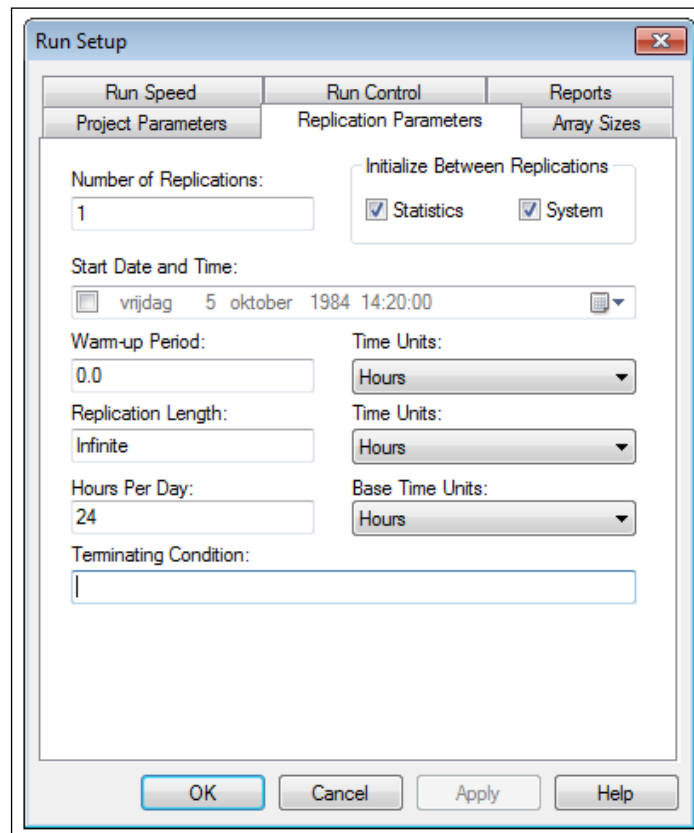 Run Setup
Run Speed Run Control Reports
Project Parameters Replication Parameters Array Sizes
Number of Replications:
1
Initialize Between Replications
Statistics System
Start Date and Time:
vrijdag 5 oktober 1984 14:20:00
Warm-up Period: Time Units:
0.0 Hours
Replication Length: Time Units:
Infinite Hours
Hours Per Day: Base Time Units:
24 Hours
Terminating Condition:
OK Cancel Apply Help